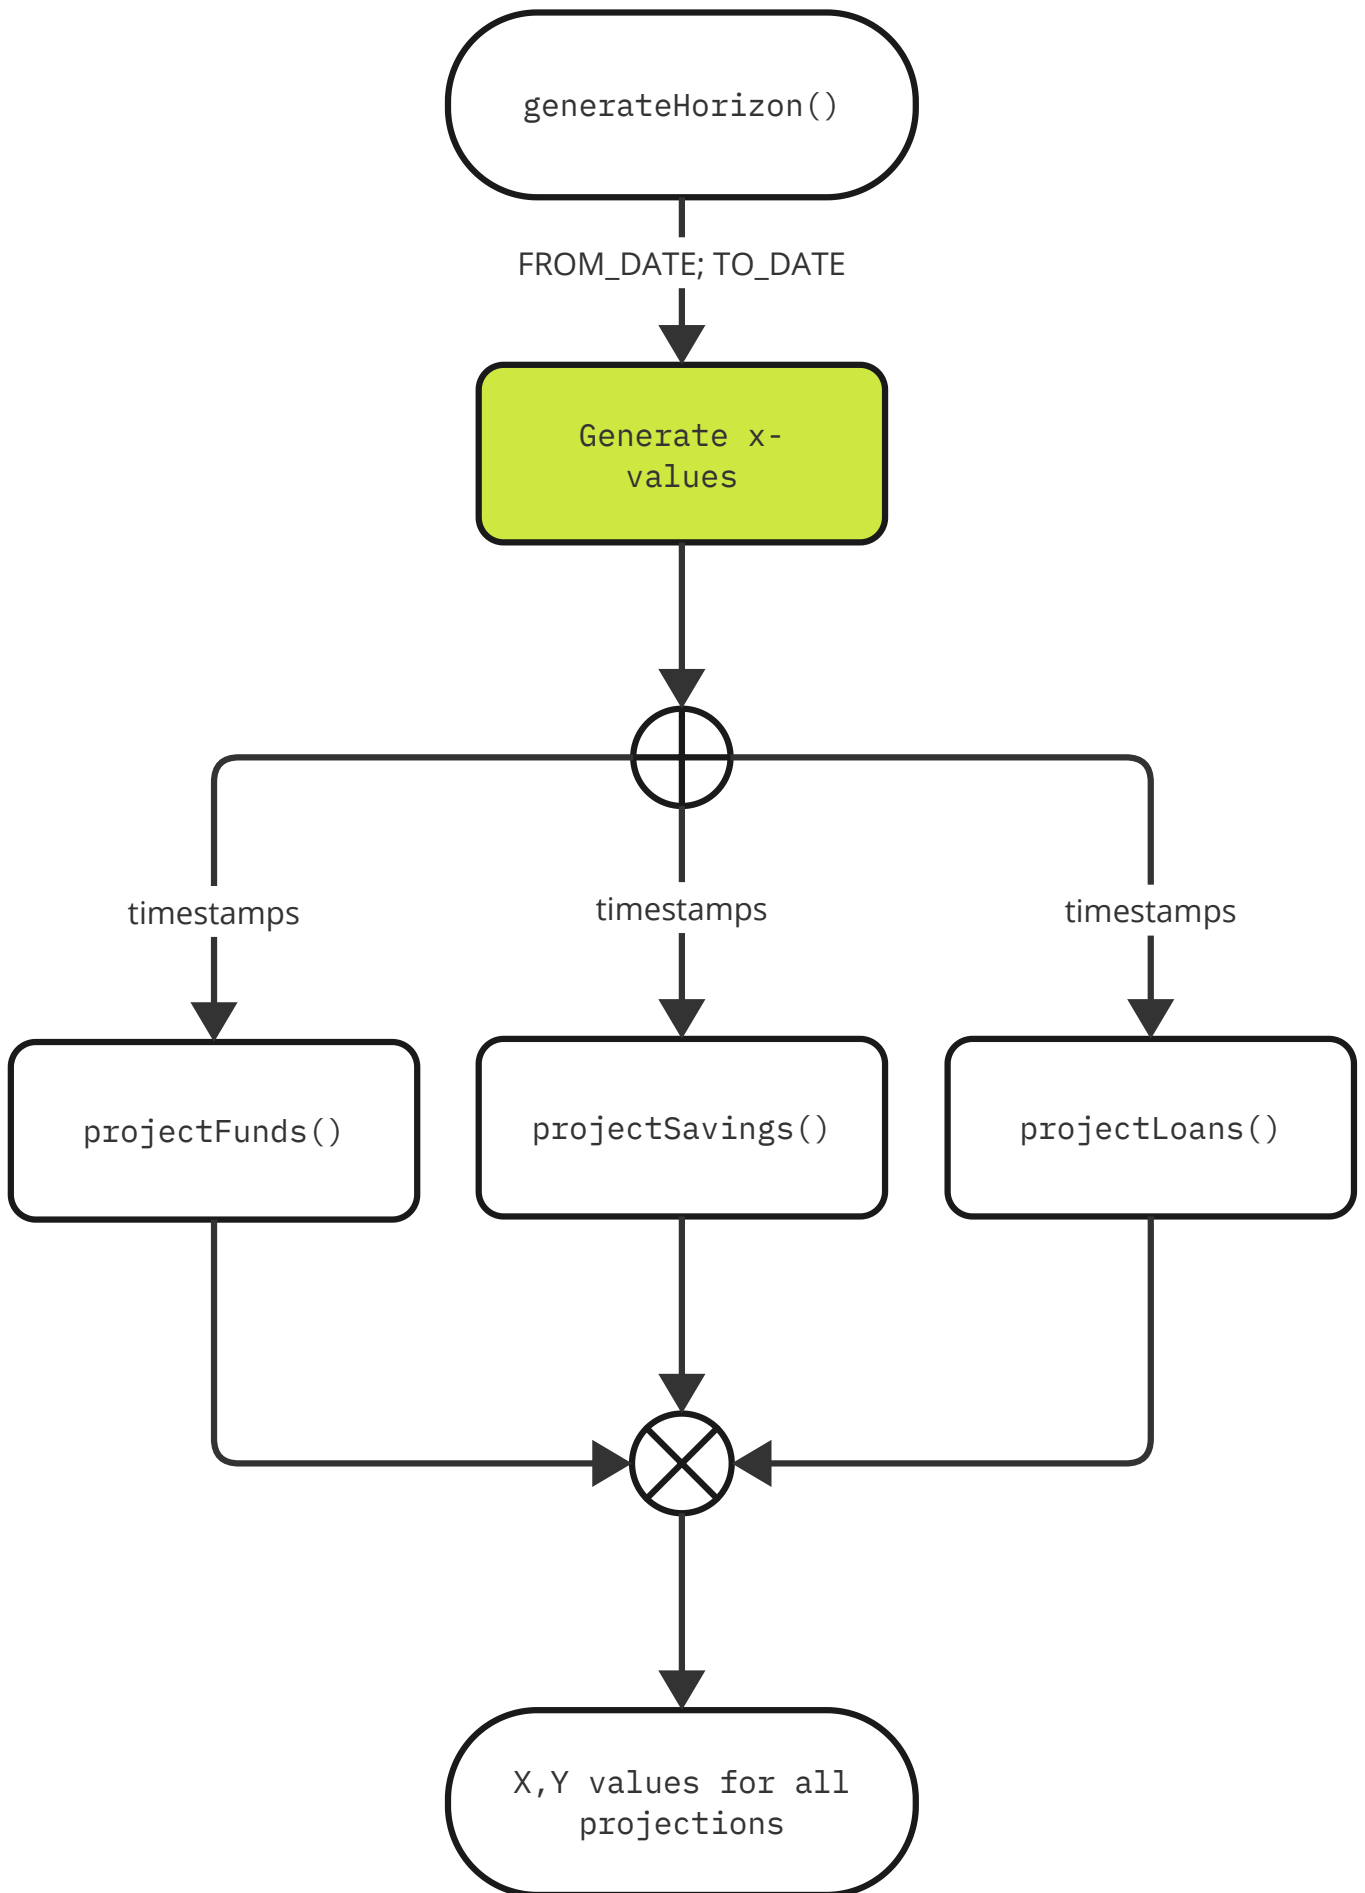 generateHorizon()
FROM_DATE; TO_DATE
Generate x-
values
timestamps
timestamps
timestamps
projectFunds()
projectSavings()
projectLoans()
X,Y values for all
projections